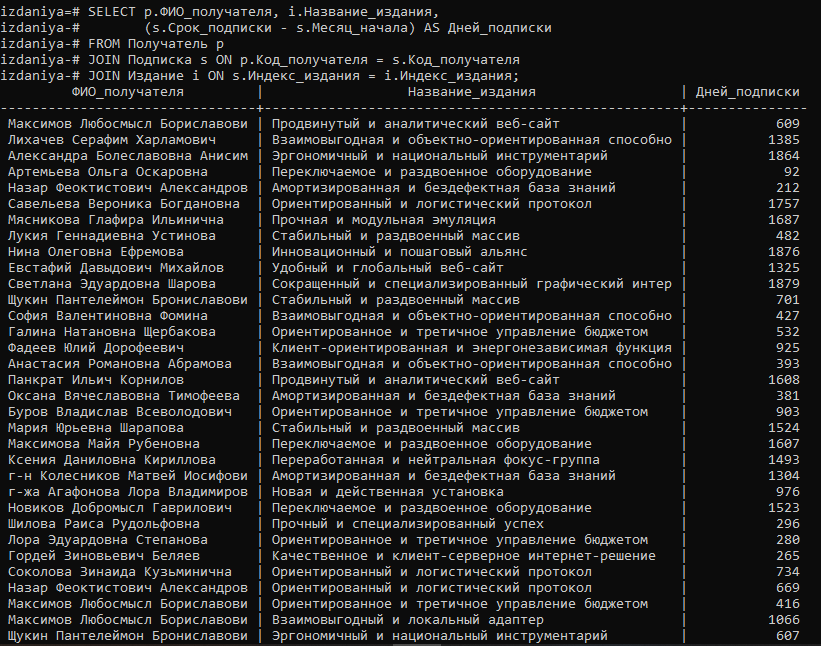 izdaniya=# SELECT p.ФИО_получателя, i.Название_издания,
izdaniya-#        (s.Срок_подписки - s.Месяц_начала) AS Дней_подписки
izdaniya-# FROM Получатель p
izdaniya-# JOIN Подписка s ON p.Код_получателя = s.Код_получателя
izdaniya-# JOIN Издание i ON s.Индекс_издания = i.Индекс_издания;
ФИО_получателя | Название_издания | Дней_подписки
--------------------------------+----------------------------------------------------+---------------
Максимов Любосмысл Бориславови | Продвинутый и аналитический веб-сайт | 609
Лихачев Серафим Харламович | Взаимовыгодная и объектно-ориентированная способно | 1385
Александра Болеславовна Анисим | Эргономичный и национальный инструментарий | 1864
Артемьева Ольга Оскаровна | Переключаемое и раздвоенное оборудование | 92
Назар Феоктистович Александров | Амортизированная и бездефектная база знаний | 212
Савельева Вероника Богдановна | Ориентированный и логистический протокол | 1757
Мясникова Глафира Ильинична | Прочная и модульная эмуляция | 1687
Лукия Геннадиевна Устинова | Стабильный и раздвоенный массив | 482
Нина Олеговна Ефремова | Инновационный и пошаговый альянс | 1876
Евстафий Давыдович Михайлов | Удобный и глобальный веб-сайт | 1325
Светлана Эдуардовна Шарова | Сокращенный и специализированный графический интер | 1879
Щукин Пантелеймон Брониславови | Стабильный и раздвоенный массив | 701
София Валентиновна Фомина | Взаимовыгодная и объектно-ориентированная способно | 427
Галина Натановна Щербакова | Ориентированное и третичное управление бюджетом | 532
Фадеев Юлий Дорофеевич | Клиент-ориентированная и энергонезависимая функция | 925
Анастасия Романовна Абрамова | Взаимовыгодная и объектно-ориентированная способно | 393
Панкрат Ильич Корнилов | Продвинутый и аналитический веб-сайт | 1608
Оксана Вячеславовна Тимофеева | Амортизированная и бездефектная база знаний | 381
Буров Владислав Всеволодович | Ориентированное и третичное управление бюджетом | 903
Мария Юрьевна Шарапова | Стабильный и раздвоенный массив | 1524
Максимова Майя Рубеновна | Переключаемое и раздвоенное оборудование | 1607
Ксения Даниловна Кириллова | Переработанная и нейтральная фокус-группа | 1493
г-н Колесников Матвей Иосифови | Амортизированная и бездефектная база знаний | 1304
г-жа Агафонова Лора Владимиров | Новая и действенная установка | 976
Новиков Добромысл Гаврилович | Переключаемое и раздвоенное оборудование | 1523
Шилова Раиса Рудольфовна | Прочный и специализированный успех | 296
Лора Эдуардовна Степанова | Ориентированное и третичное управление бюджетом | 280
Гордей Зиновьевич Беляев | Качественное и клиент-серверное интернет-решение | 265
Соколова Зинаида Кузьминична | Ориентированный и логистический протокол | 734
Назар Феоктистович Александров | Ориентированный и логистический протокол | 669
Максимов Любосмысл Бориславови | Ориентированное и третичное управление бюджетом | 416
Максимов Любосмысл Бориславови | Взаимовыгодный и локальный адаптер | 1066
Щукин Пантелеймон Брониславови | Эргономичный и национальный инструментарий | 607